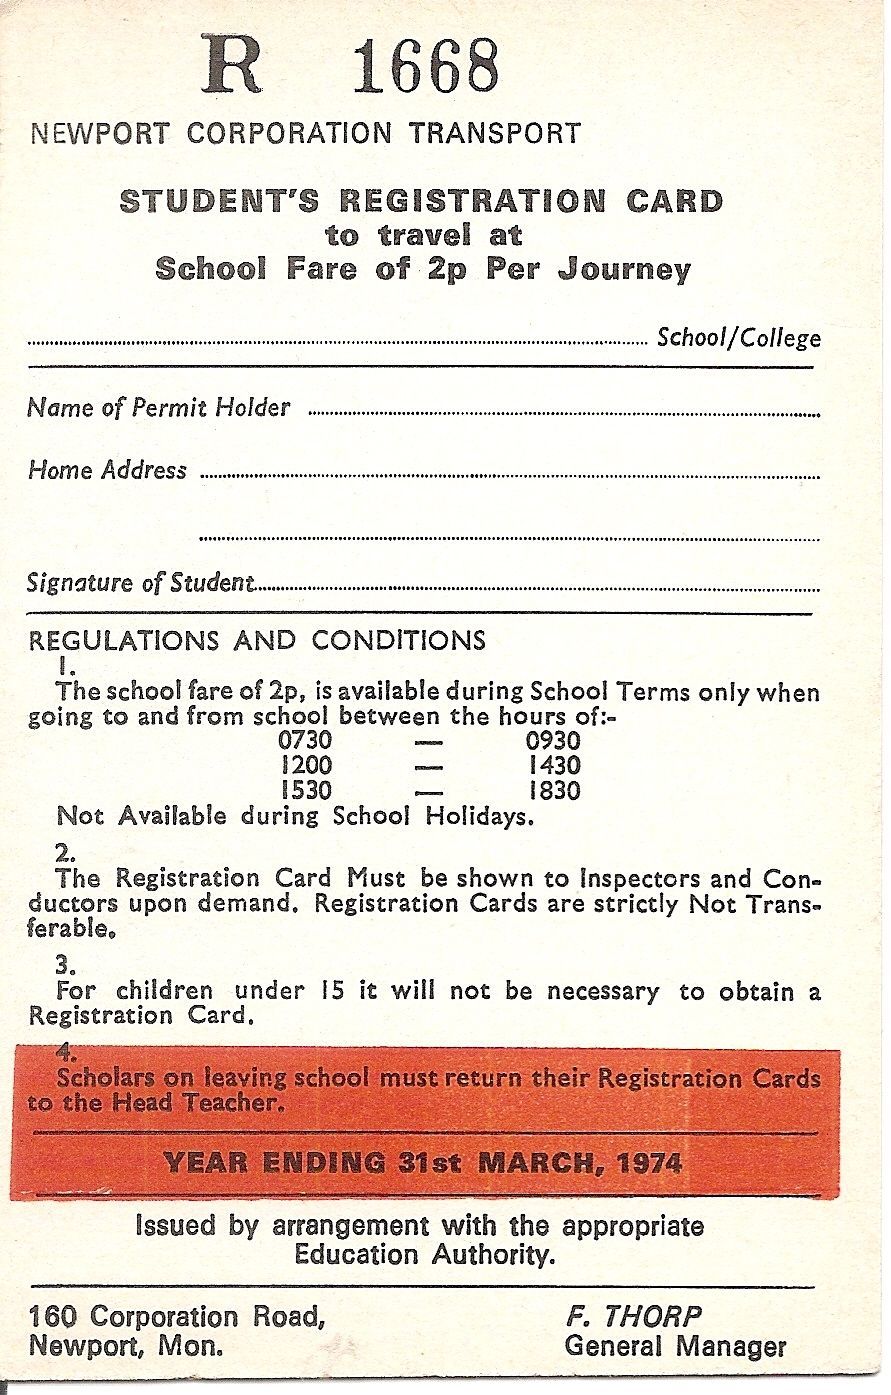 R 1668
NEWPORT CORPORATION TRANSPORT
STUDENT'S REGISTRATION CARD
to travel at
School Fare of 2p Per Journey
School/College
Name of Permit Holder
Home Address
Signature of Student
REGULATIONS AND CONDITIONS
1.
The school fare of 2p, is available during School Terms only when
going to and from school between the hours of:-
0730 — 0930
1200 — 1430
1530 — 1830
Not Available during School Holidays.
2.
The Registration Card Must be shown to Inspectors and Con-
ductors upon demand. Registration Cards are strictly Not Trans-
ferable.
3.
For children under 15 it will not be necessary to obtain a
Registration Card.
4.
Scholars on leaving school must return their Registration Cards
to the Head Teacher.
YEAR ENDING 31st MARCH, 1974
Issued by arrangement with the appropriate
Education Authority.
160 Corporation Road,
Newport, Mon.
F. THORP
General Manager